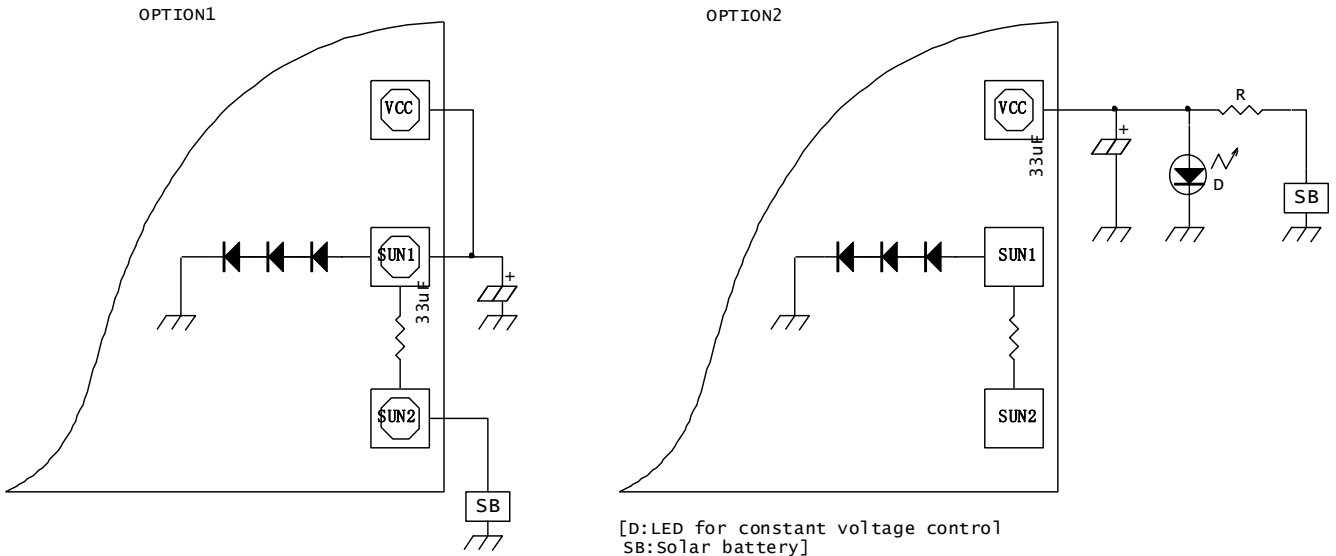 OPTION1
VCC
SUN1
33uF
+
SUN2
SB
OPTION2
VCC
33uF
+
D
R
SB
SUN1
SUN2
[D:LED for constant voltage control
SB:Solar battery]